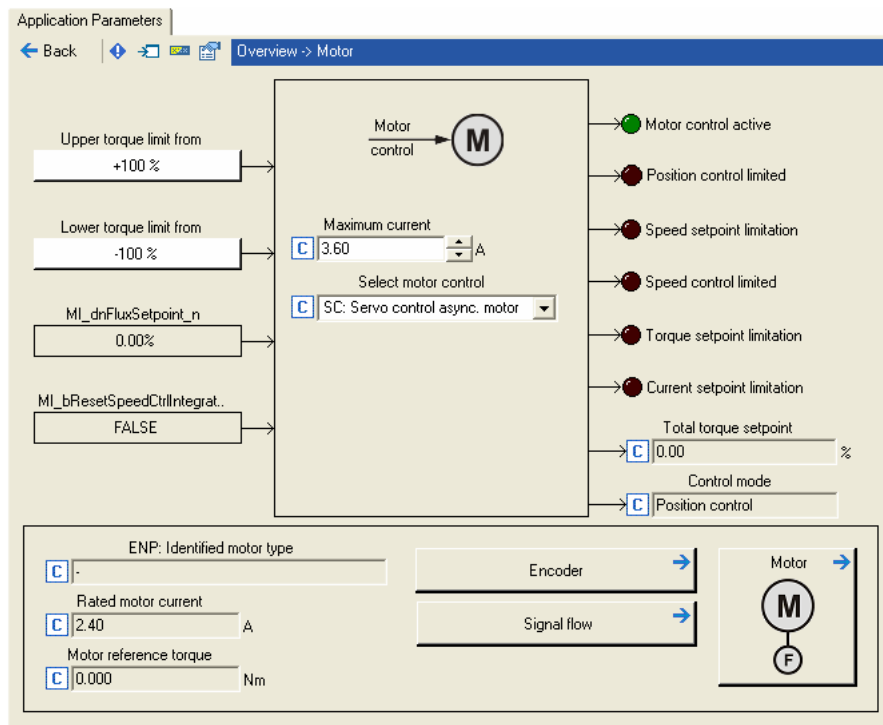 Application Parameters
Back
Overview -> Motor
Upper torque limit from
+100 %
Lower torque limit from
-100 %
MI_dnFluxSetpoint_n
0.00%
MI_bResetSpeedCtrlIntegrat..
FALSE
Motor
control
M
Maximum current
C 3.60 A
Select motor control
C SC: Servo control async. motor
Motor control active
Position control limited
Speed setpoint limitation
Speed control limited
Torque setpoint limitation
Current setpoint limitation
Total torque setpoint
C 0.00 %
Control mode
C Position control
ENP: Identified motor type
C -
Rated motor current
C 2.40 A
Motor reference torque
C 0.000 Nm
Encoder
Signal flow
Motor
M
F